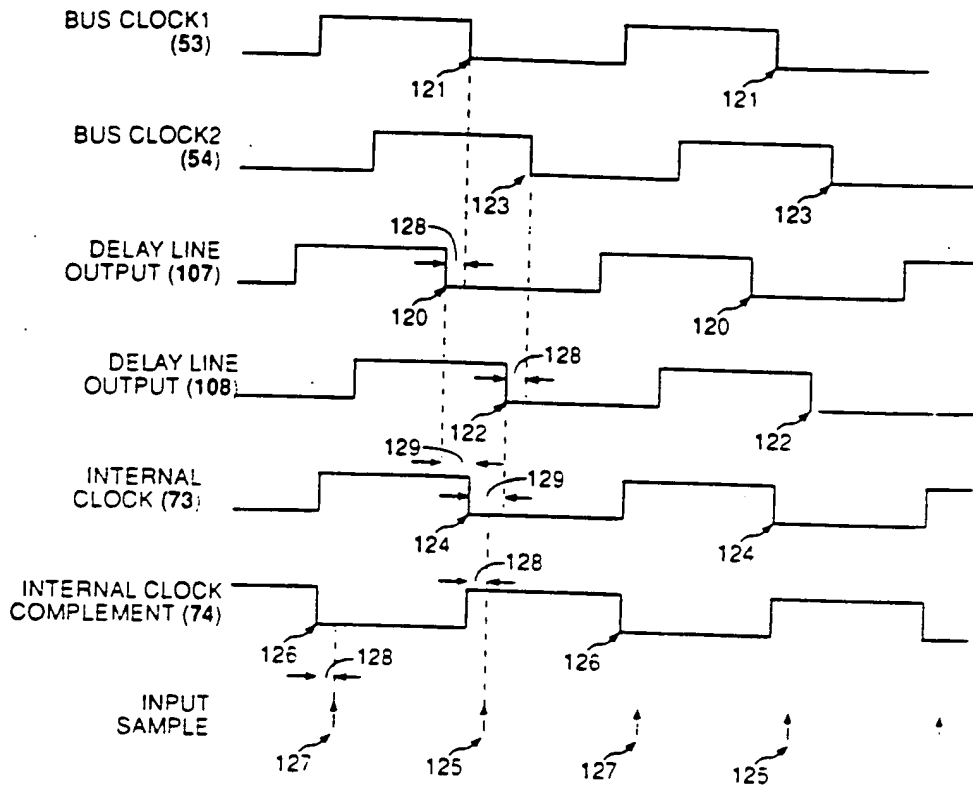 BUS CLOCK1
(53)
121
121
BUS CLOCK2
(54)
123
123
128
DELAY LINE
OUTPUT (107)
120
120
DELAY LINE
OUTPUT (108)
128
122
122
129
INTERNAL
CLOCK (73)
129
124
124
128
INTERNAL CLOCK
COMPLEMENT (74)
126
128
126
INPUT
SAMPLE
127
125
127
125